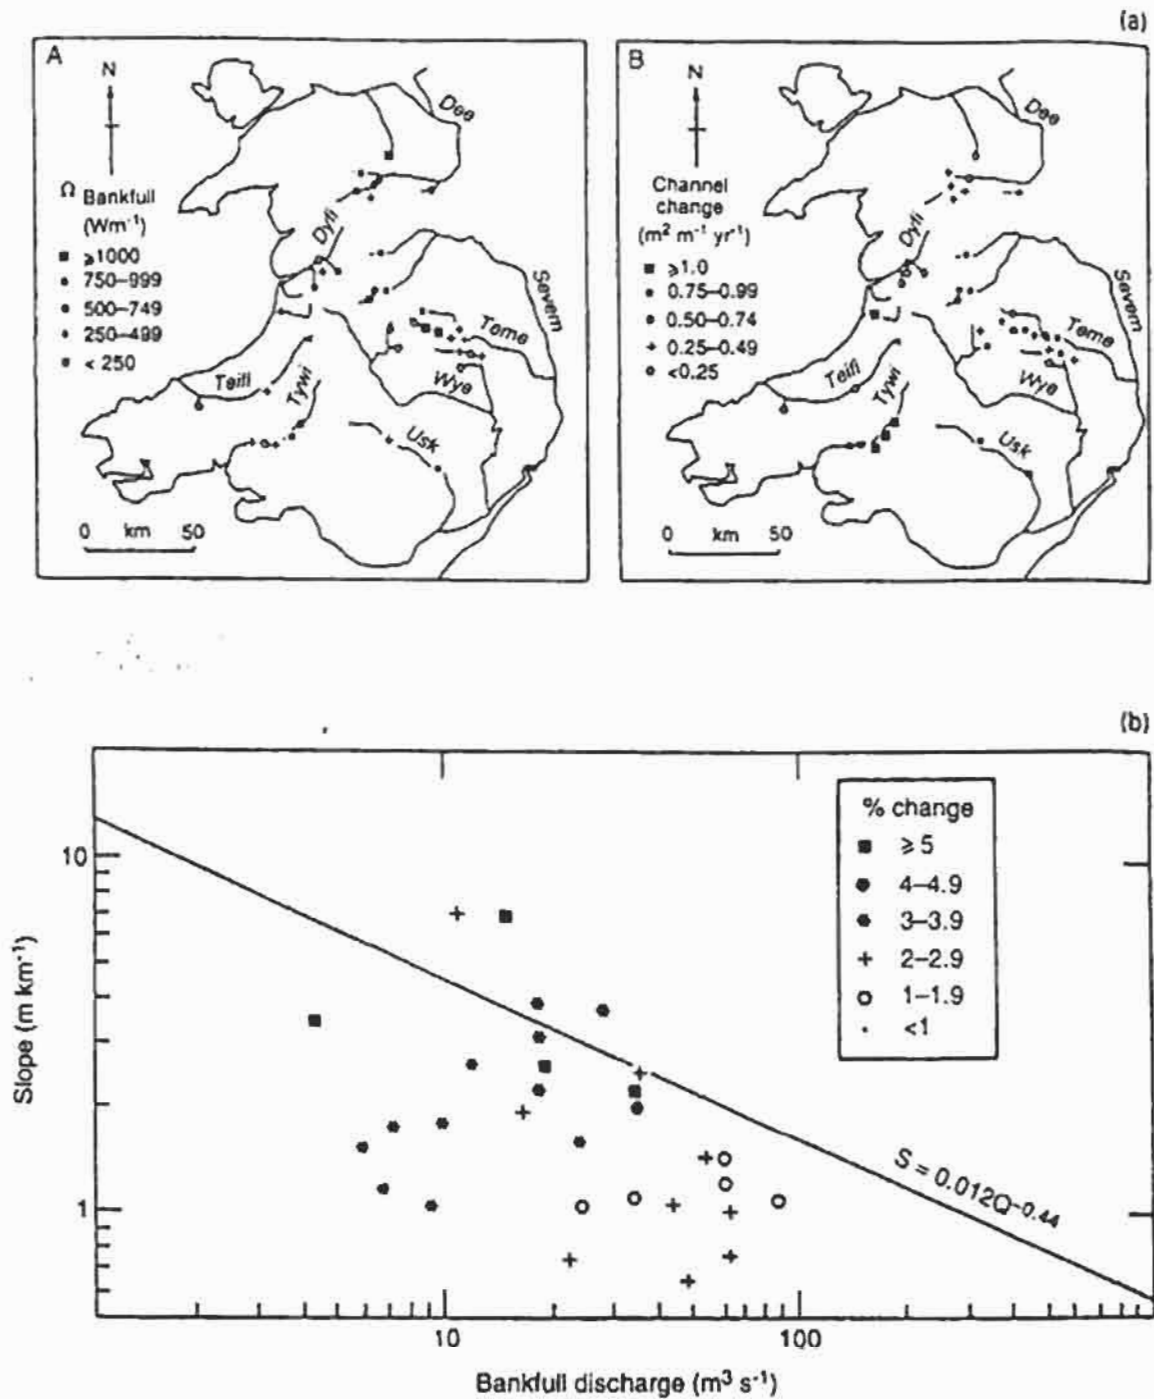 (a)
A
N
Ω Bankfull
(Wm⁻¹)
⩾1000
750–999
500–749
250–499
< 250
Dee
Dyfi
Severn
Teme
Wye
Teifi
Tywi
Usk
0 km 50
B
N
Channel
change
(m² m⁻¹ yr⁻¹)
⩾1.0
0.75–0.99
0.50–0.74
0.25–0.49
<0.25
Dee
Dyfi
Severn
Teme
Wye
Teifi
Tywi
Usk
0 km 50
(b)
% change
⩾ 5
4–4.9
3–3.9
2–2.9
1–1.9
<1
10
1
Slope (m km⁻¹)
S = 0.012Q⁻⁰·⁴⁴
10 100
Bankfull discharge (m³ s⁻¹)